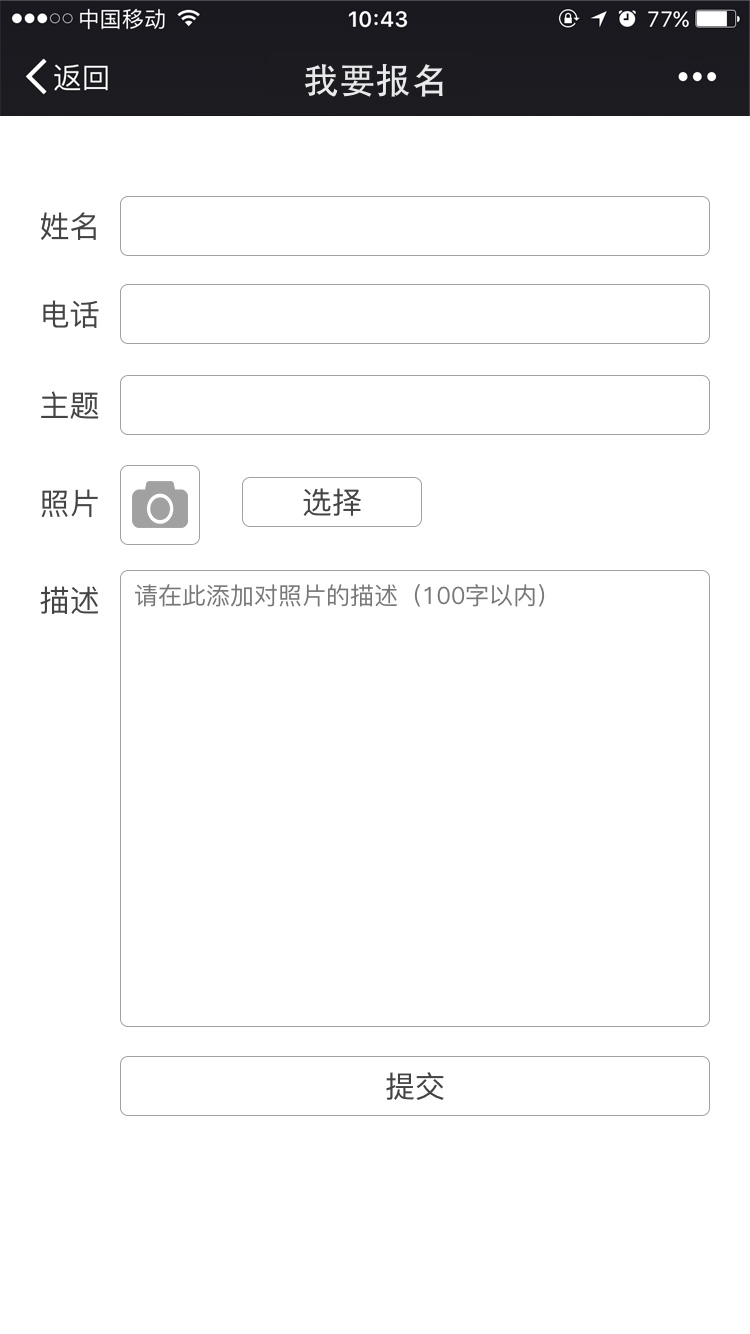 中国移动 10:43 77%
返回 我要报名
姓名
电话
主题
照片 选择
描述 请在此添加对照片的描述（100字以内）
提交